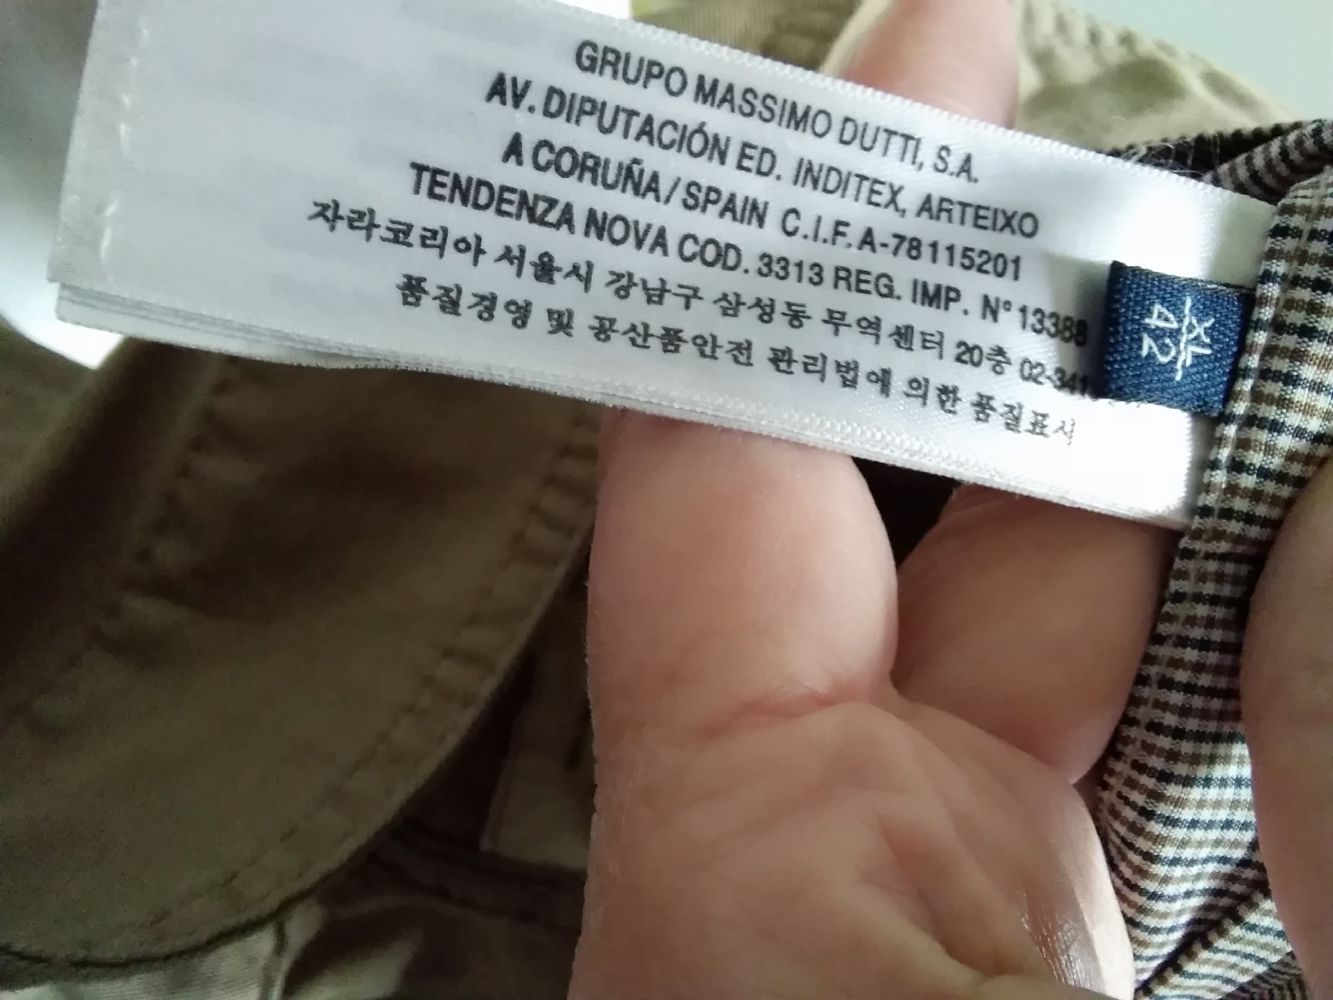 GRUPO MASSIMO DUTTI, S.A.
AV. DIPUTACIÓN ED. INDITEX, ARTEIXO
A CORUÑA / SPAIN C.I.F. A-78115201
TENDENZA NOVA COD. 3313 REG. IMP. N° 13388
자라코리아 서울시 강남구 삼성동 무역센터 20층 02-341
품질경영 및 공산품안전 관리법에 의한 품질표시
XL
42